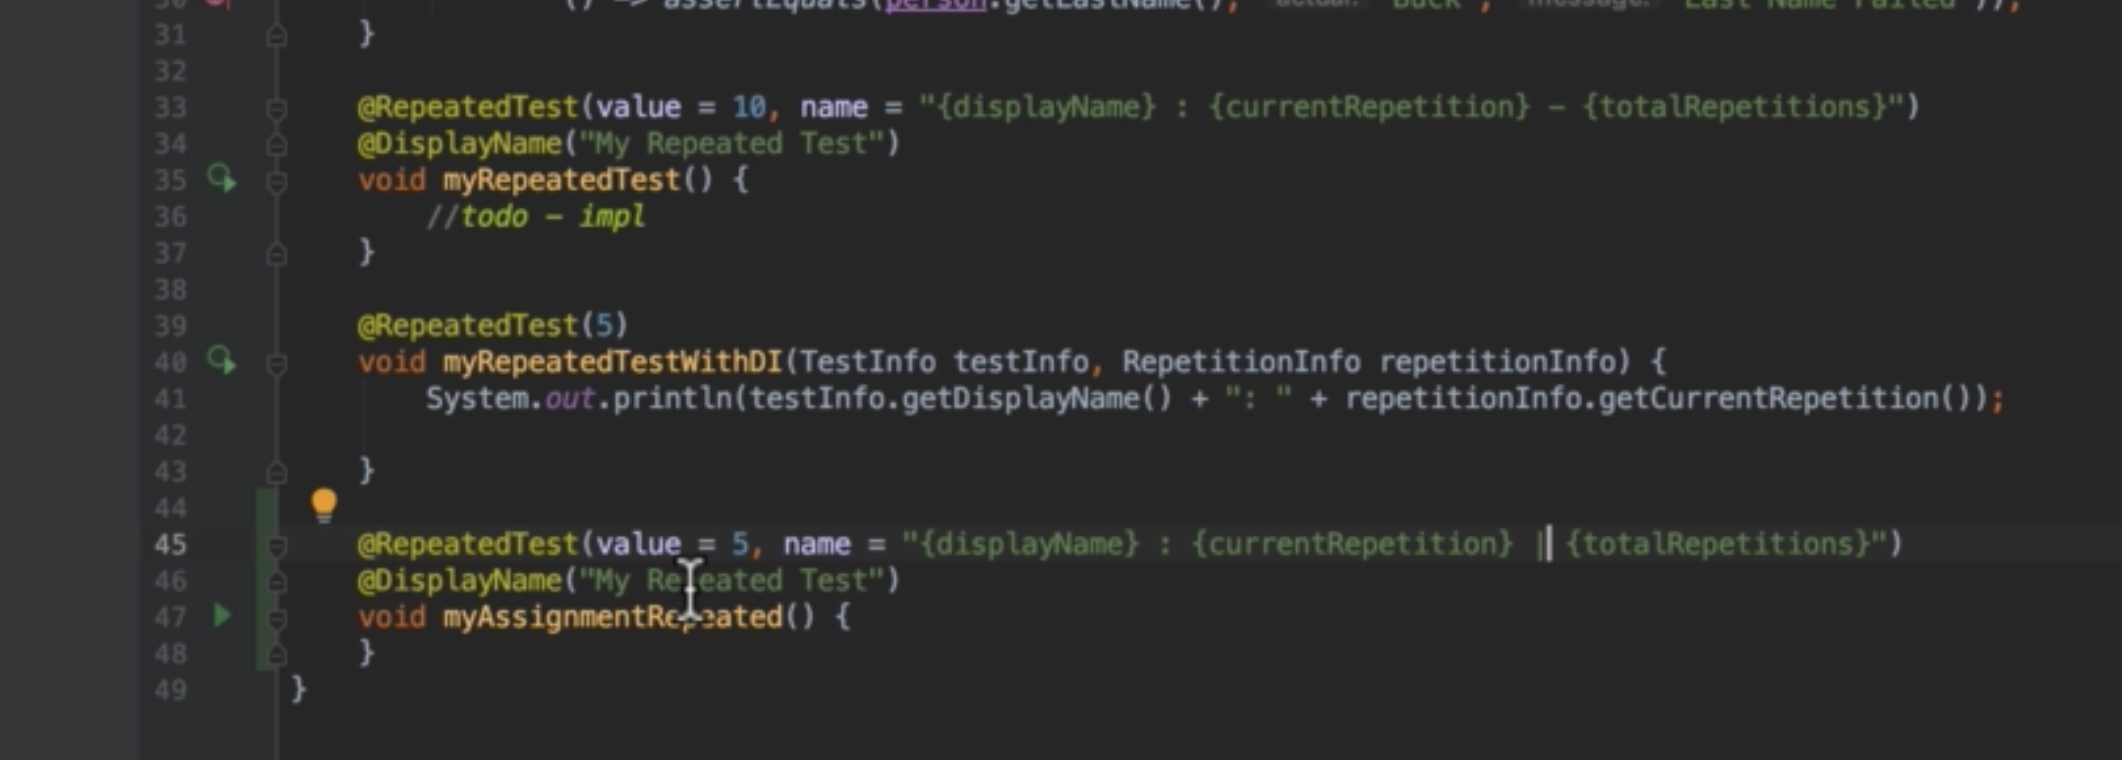 30 () -> assertEquals(person.getLastName(), actual: "Buck", message: "Last Name Failed"));
31 }
32
33 @RepeatedTest(value = 10, name = "{displayName} : {currentRepetition} - {totalRepetitions}")
34 @DisplayName("My Repeated Test")
35 void myRepeatedTest() {
36 //todo - impl
37 }
38
39 @RepeatedTest(5)
40 void myRepeatedTestWithDI(TestInfo testInfo, RepetitionInfo repetitionInfo) {
41 System.out.println(testInfo.getDisplayName() + ": " + repetitionInfo.getCurrentRepetition());
42
43 }
44
45 @RepeatedTest(value = 5, name = "{displayName} : {currentRepetition} | {totalRepetitions}")
46 @DisplayName("My Repeated Test")
47 void myAssignmentRepeated() {
48 }
49 }